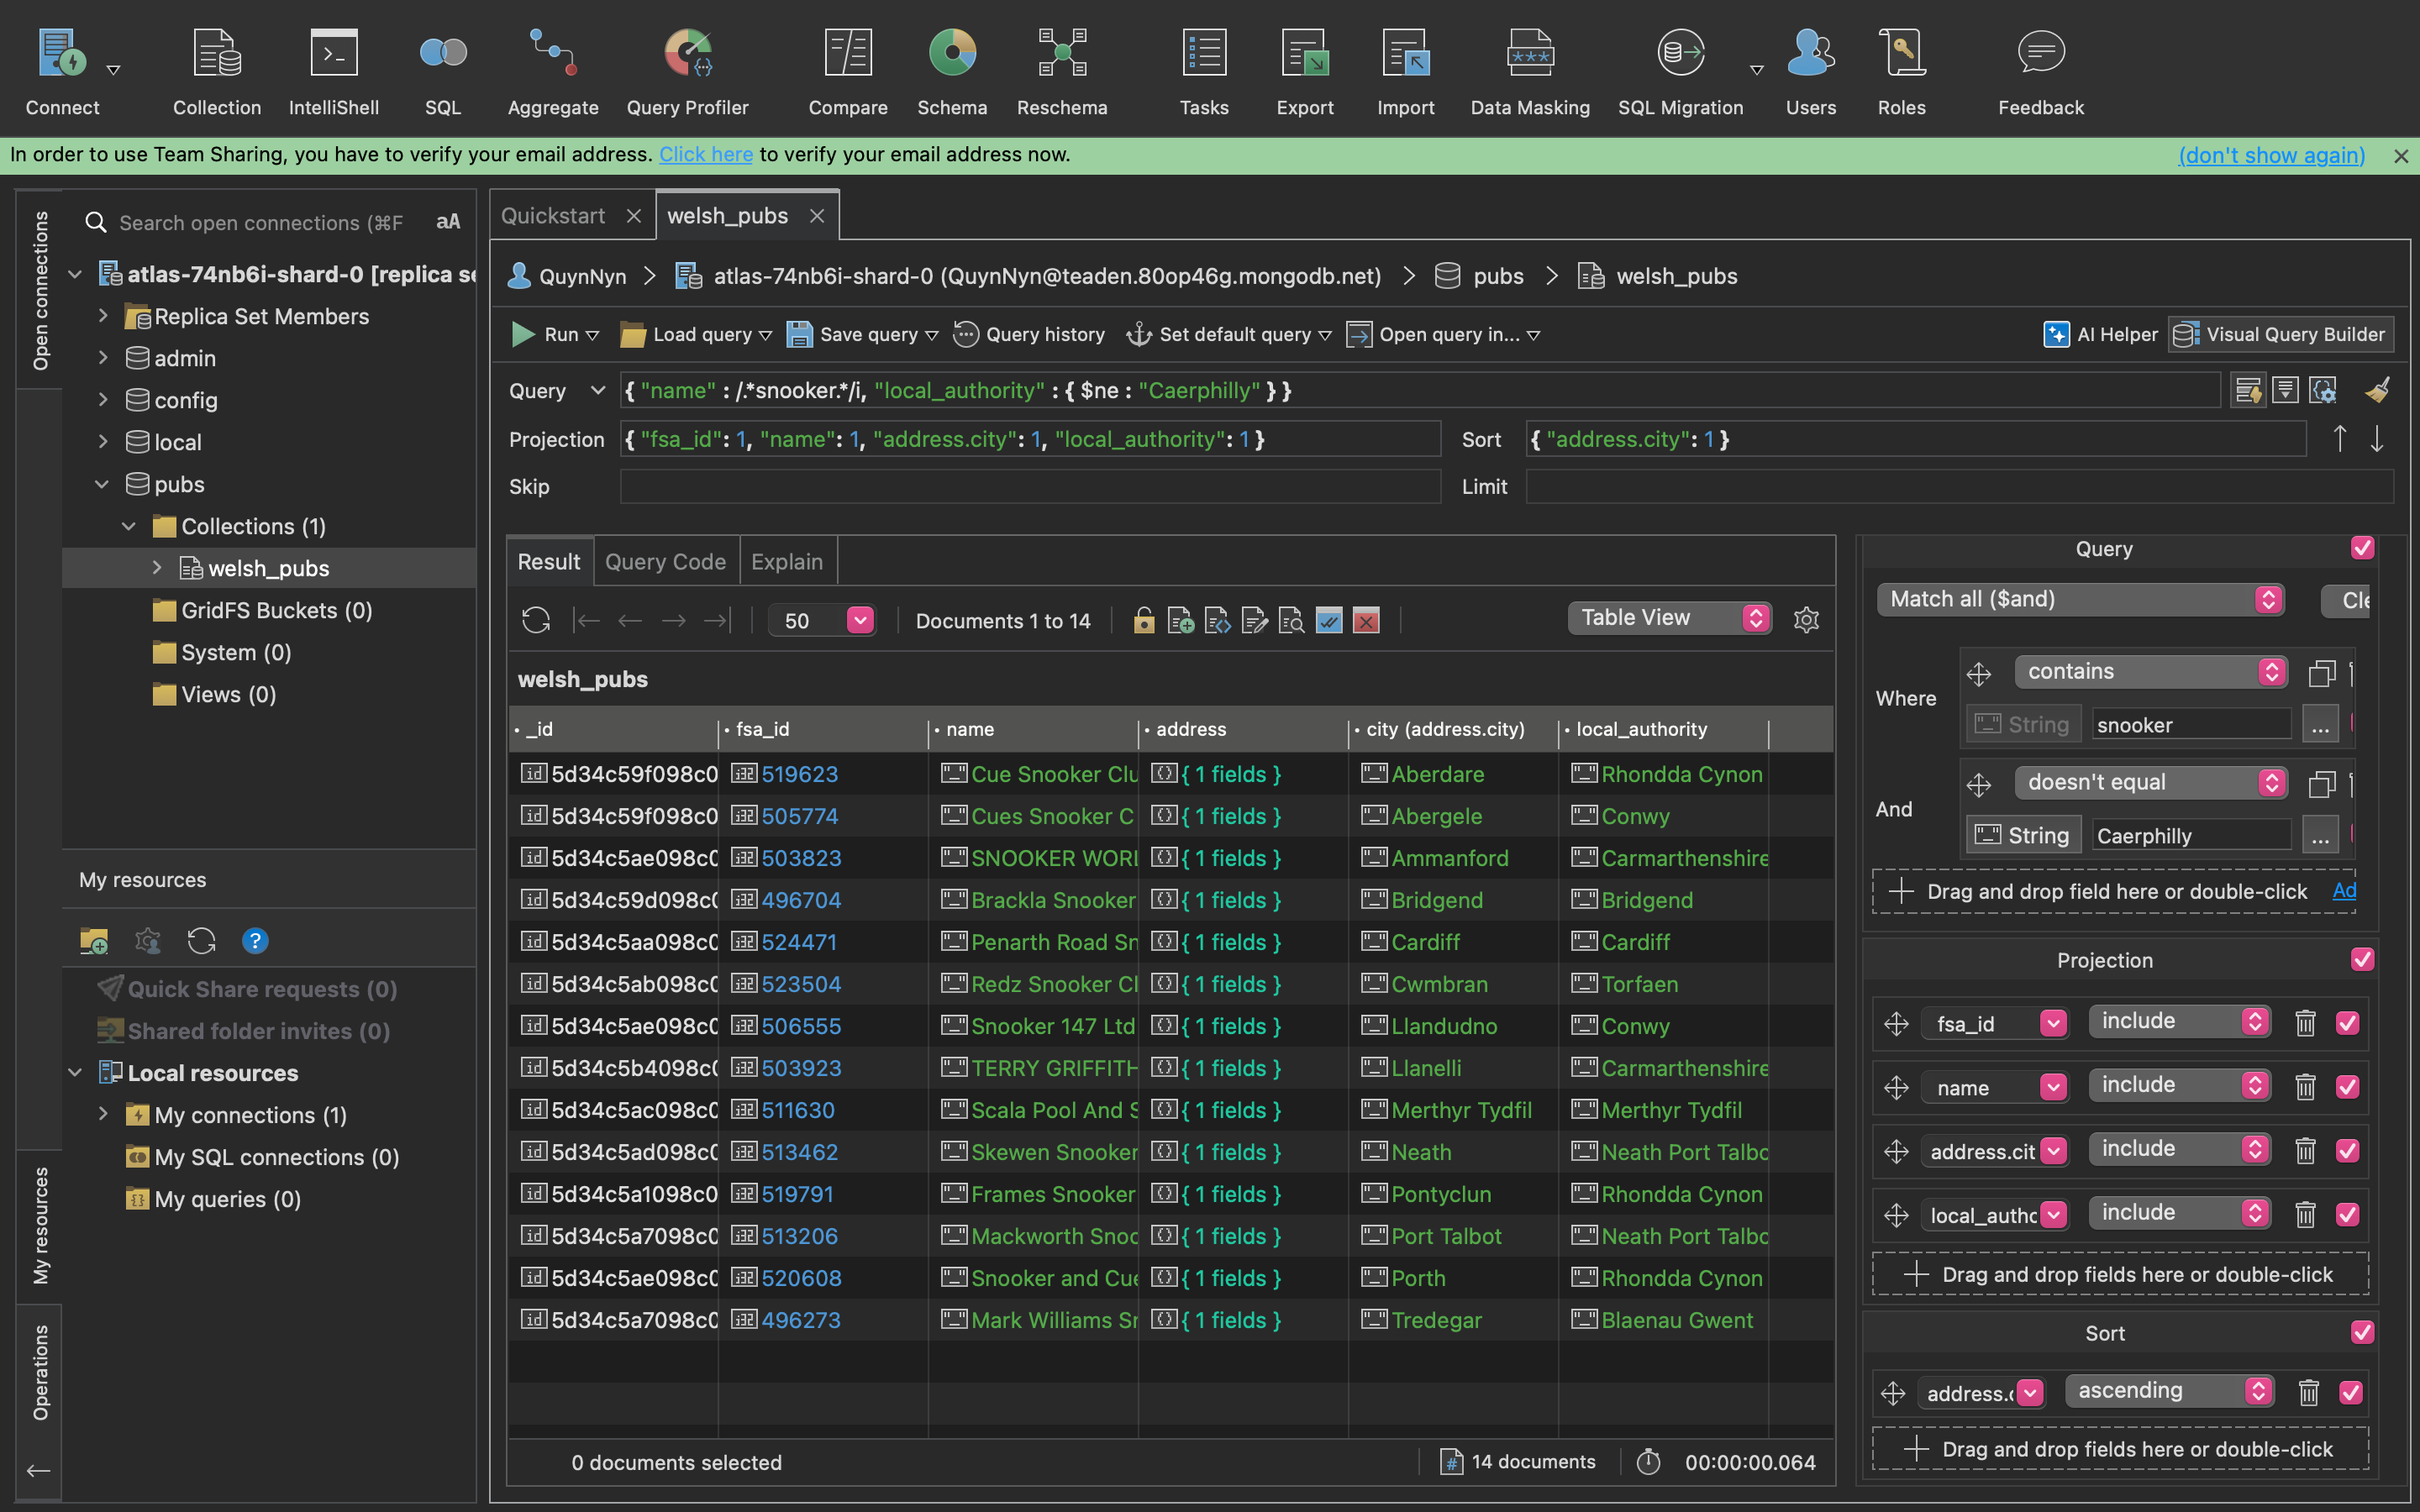 Connect Collection IntelliShell SQL Aggregate Query Profiler Compare Schema Reschema Tasks Export Import Data Masking SQL Migration Users Roles Feedback
In order to use Team Sharing, you have to verify your email address. Click here to verify your email address now. (don't show again)
Open connections
Search open connections (⌘F aA
atlas-74nb6i-shard-0 [replica se
Replica Set Members
admin
config
local
pubs
Collections (1)
welsh_pubs
GridFS Buckets (0)
System (0)
Views (0)
My resources
My resources
Quick Share requests (0)
Shared folder invites (0)
Local resources
My connections (1)
My SQL connections (0)
My queries (0)
Operations
Quickstart welsh_pubs
QuynNyn atlas-74nb6i-shard-0 (QuynNyn@teaden.80op46g.mongodb.net) pubs welsh_pubs
Run Load query Save query Query history Set default query Open query in... AI Helper Visual Query Builder
Query { "name" : /.*snooker.*/i, "local_authority" : { $ne : "Caerphilly" } }
Projection { "fsa_id": 1, "name": 1, "address.city": 1, "local_authority": 1 } Sort { "address.city": 1 }
Skip Limit
Result Query Code Explain
50 Documents 1 to 14 Table View
welsh_pubs
_id fsa_id name address city (address.city) local_authority
5d34c59f098c0 519623 Cue Snooker Clu { 1 fields } Aberdare Rhondda Cynon
5d34c59f098c0 505774 Cues Snooker C { 1 fields } Abergele Conwy
5d34c5ae098c0 503823 SNOOKER WORL { 1 fields } Ammanford Carmarthenshire
5d34c59d098c0 496704 Brackla Snooker { 1 fields } Bridgend Bridgend
5d34c5aa098c0 524471 Penarth Road Sn { 1 fields } Cardiff Cardiff
5d34c5ab098c0 523504 Redz Snooker Cl { 1 fields } Cwmbran Torfaen
5d34c5ae098c0 506555 Snooker 147 Ltd { 1 fields } Llandudno Conwy
5d34c5b4098c0 503923 TERRY GRIFFITH { 1 fields } Llanelli Carmarthenshire
5d34c5ac098c0 511630 Scala Pool And S { 1 fields } Merthyr Tydfil Merthyr Tydfil
5d34c5ad098c0 513462 Skewen Snooker { 1 fields } Neath Neath Port Talbo
5d34c5a1098c0 519791 Frames Snooker { 1 fields } Pontyclun Rhondda Cynon
5d34c5a7098c0 513206 Mackworth Snoo { 1 fields } Port Talbot Neath Port Talbo
5d34c5ae098c0 520608 Snooker and Cue { 1 fields } Porth Rhondda Cynon
5d34c5a7098c0 496273 Mark Williams Sn { 1 fields } Tredegar Blaenau Gwent
0 documents selected 14 documents 00:00:00.064
Query
Match all ($and) Cle
Where contains
String snooker ...
And doesn't equal
String Caerphilly ...
Drag and drop field here or double-click Ad
Projection
fsa_id include
name include
address.cit include
local_autho include
Drag and drop fields here or double-click
Sort
address.c ascending
Drag and drop fields here or double-click